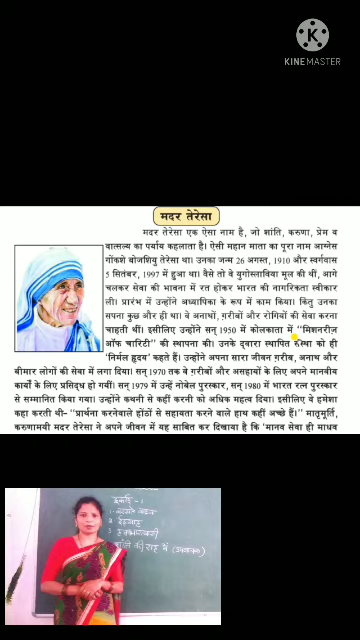 KINEMASTER
मदर तेरेसा
मदर तेरेसा एक ऐसा नाम है, जो शांति, करुणा, प्रेम व
वात्सल्य का पर्याय कहलाता है। ऐसी महान माता का पूरा नाम आग्नेस
गोंकशे बोजशियु तेरेसा था। उनका जन्म 26 अगस्त, 1910 और स्वर्गवास
5 सितंबर, 1997 में हुआ था। वैसे तो वे युगोस्लाविया मूल की थीं, आगे
चलकर सेवा की भावना में रत होकर भारत की नागरिकता स्वीकार
लीं। प्रारंभ में उन्होंने अध्यापिका के रूप में काम किया। किंतु उनका
सपना कुछ और ही था। वे अनाथों, ग़रीबों और रोगियों की सेवा करना
चाहती थीं। इसीलिए उन्होंने सन् 1950 में कोलकाता में "मिशनरीज़
ऑफ चारिटी" की स्थापना की। उनके द्वारा स्थापित संस्था को ही
'निर्मल हृदय' कहते हैं। उन्होंने अपना सारा जीवन ग़रीब, अनाथ और
बीमार लोगों की सेवा में लगा दिया। सन् 1970 तक वे ग़रीबों और असहायों के लिए अपने मानवीय
कार्यों के लिए प्रसिद्ध हो गयीं। सन् 1979 में उन्हें नोबेल पुरस्कार, सन् 1980 में भारत रत्न पुरस्कार
से सम्मानित किया गया। उन्होंने कथनी से कहीं करनी को अधिक महत्व दिया। इसीलिए वे हमेशा
कहा करती थीं- "प्रार्थना करनेवाले होंठों से सहायता करने वाले हाथ कहीं अच्छे हैं।" मातृमूर्ति,
करुणामयी मदर तेरेसा ने अपने जीवन में यह साबित कर दिखाया है कि 'मानव सेवा ही माधव
इकाई - 1
की राह में